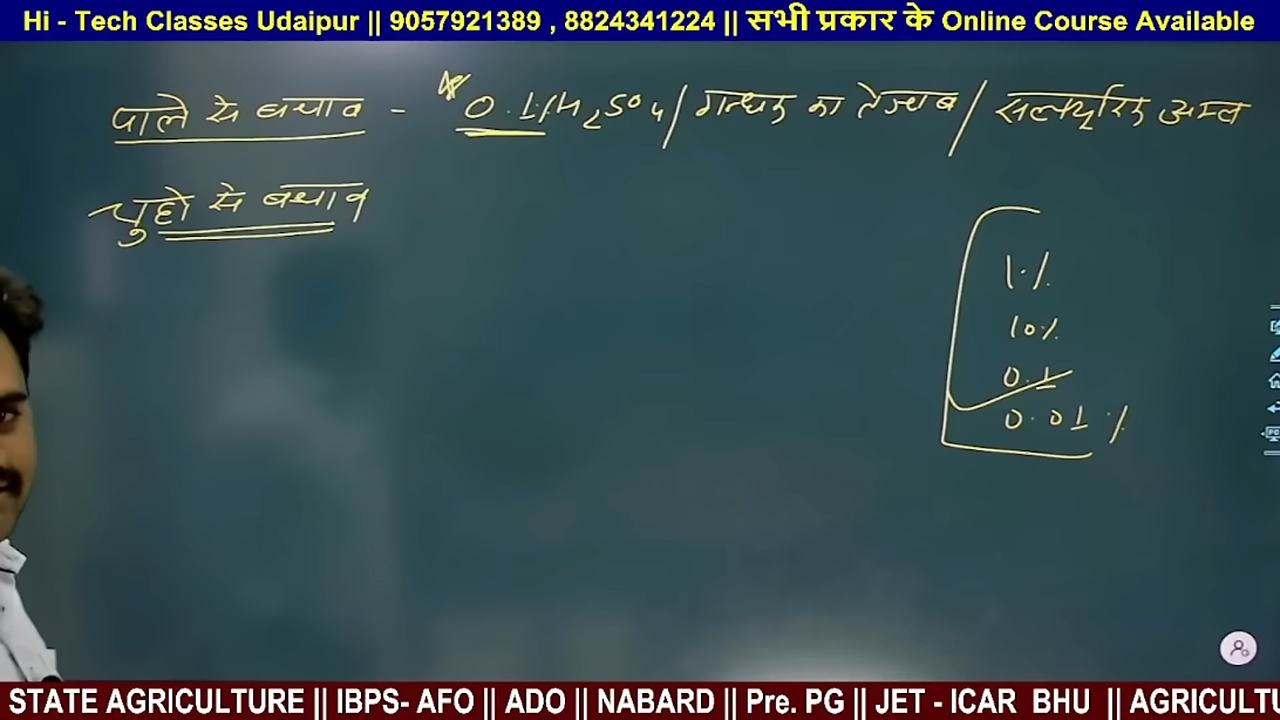 Hi - Tech Classes Udaipur || 9057921389 , 8824341224 || सभी प्रकार के Online Course Available
पाले से बचाव - 0.1% H2SO4 / गन्धक का तेजाब / सल्फ्यूरिक अम्ल
चुहो से बचाव
1%
10%
0.1
0.01%
STATE AGRICULTURE || IBPS- AFO || ADO || NABARD || Pre. PG || JET - ICAR BHU || AGRICULTU